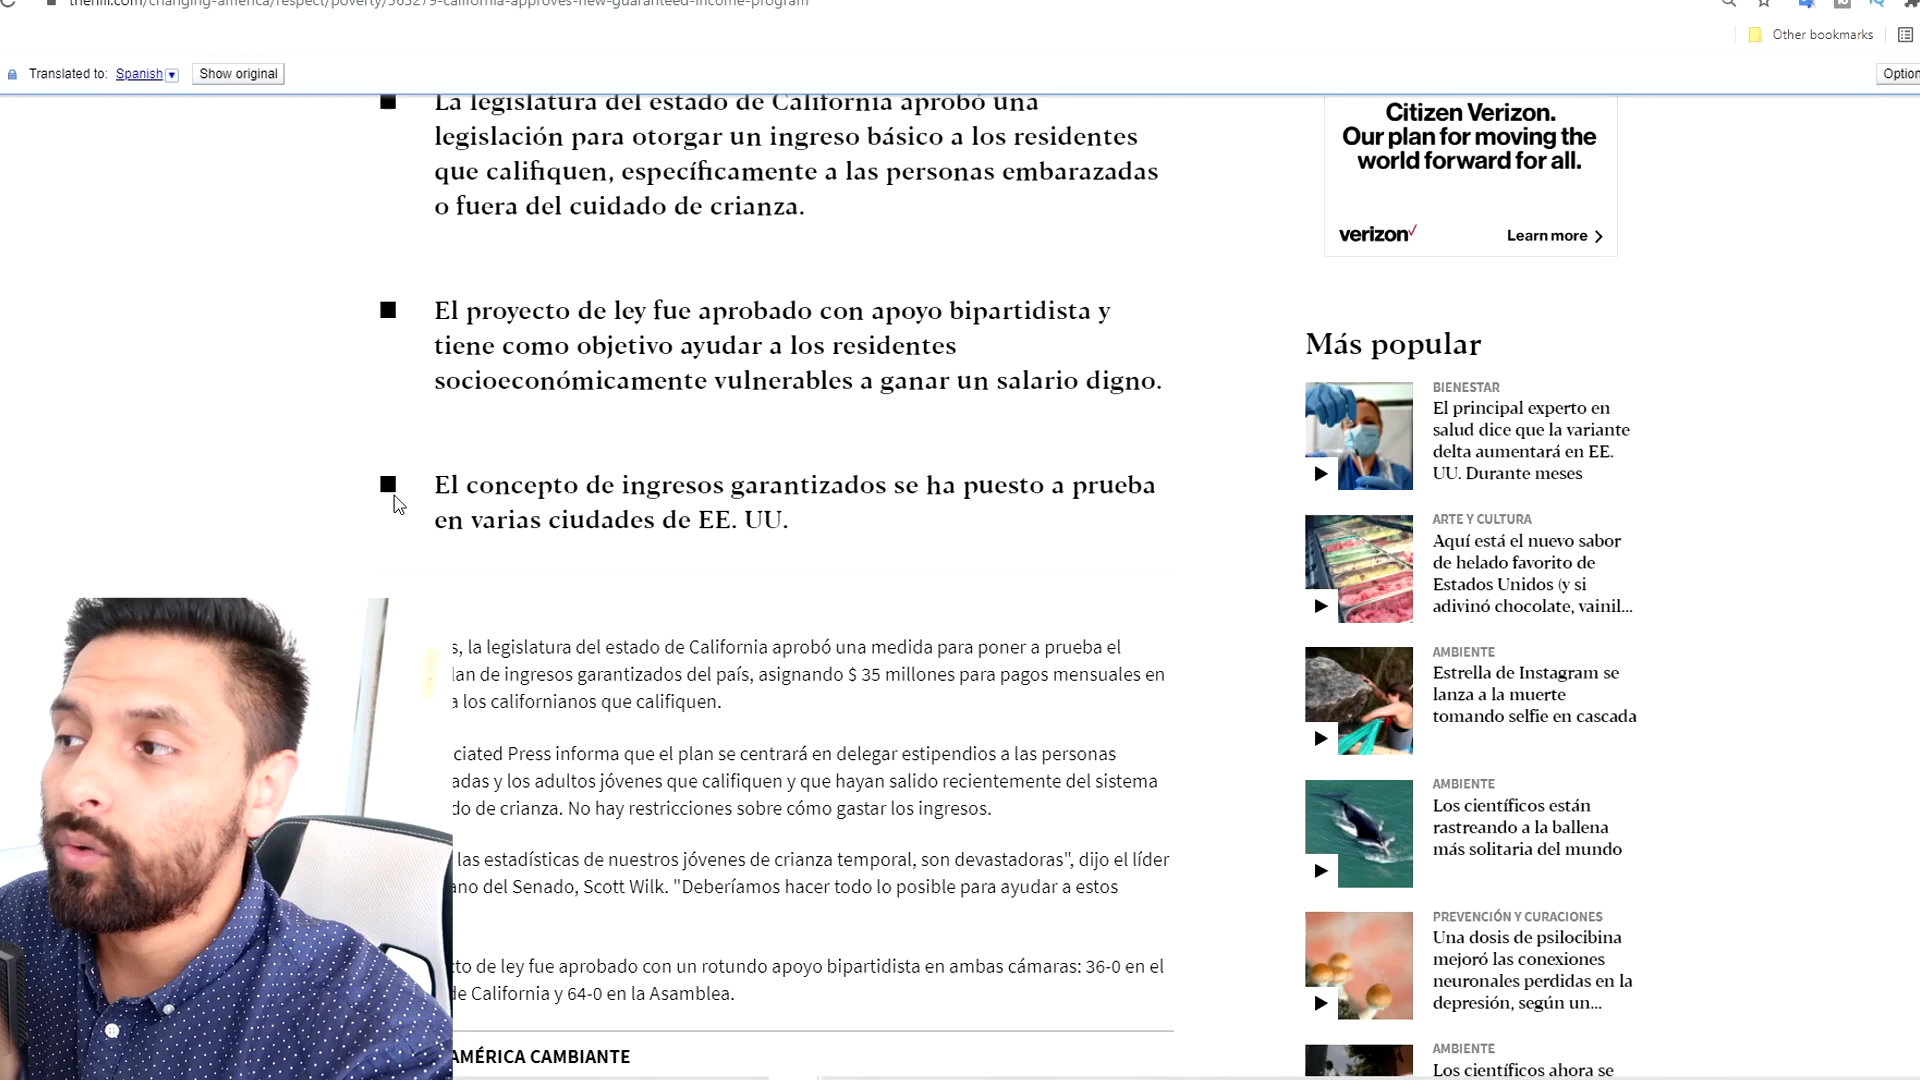 thehill.com/changing-america/respect/poverty/565279-california-approves-new-guaranteed-income-program
Other bookmarks
Translated to: Spanish Show original
Option
La legislatura del estado de California aprobó una
legislación para otorgar un ingreso básico a los residentes
que califiquen, específicamente a las personas embarazadas
o fuera del cuidado de crianza.
El proyecto de ley fue aprobado con apoyo bipartidista y
tiene como objetivo ayudar a los residentes
socioeconómicamente vulnerables a ganar un salario digno.
El concepto de ingresos garantizados se ha puesto a prueba
en varias ciudades de EE. UU.
s, la legislatura del estado de California aprobó una medida para poner a prueba el
lan de ingresos garantizados del país, asignando $ 35 millones para pagos mensuales en
a los californianos que califiquen.
ciated Press informa que el plan se centrará en delegar estipendios a las personas
adas y los adultos jóvenes que califiquen y que hayan salido recientemente del sistema
do de crianza. No hay restricciones sobre cómo gastar los ingresos.
las estadísticas de nuestros jóvenes de crianza temporal, son devastadoras", dijo el líder
ano del Senado, Scott Wilk. "Deberíamos hacer todo lo posible para ayudar a estos
cto de ley fue aprobado con un rotundo apoyo bipartidista en ambas cámaras: 36-0 en el
de California y 64-0 en la Asamblea.
AMÉRICA CAMBIANTE
Citizen Verizon.
Our plan for moving the
world forward for all.
verizon Learn more
Más popular
BIENESTAR
El principal experto en
salud dice que la variante
delta aumentará en EE.
UU. Durante meses
ARTE Y CULTURA
Aquí está el nuevo sabor
de helado favorito de
Estados Unidos (y si
adivinó chocolate, vainil...
AMBIENTE
Estrella de Instagram se
lanza a la muerte
tomando selfie en cascada
AMBIENTE
Los científicos están
rastreando a la ballena
más solitaria del mundo
PREVENCIÓN Y CURACIONES
Una dosis de psilocibina
mejoró las conexiones
neuronales perdidas en la
depresión, según un...
AMBIENTE
Los científicos ahora se